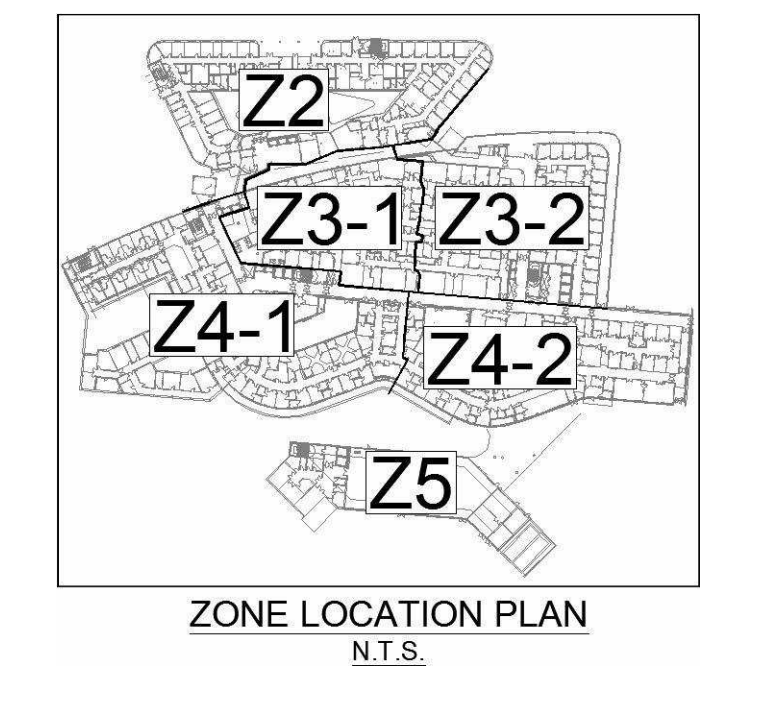 Z2
Z3-1
Z3-2
Z4-1
Z4-2
Z5
ZONE LOCATION PLAN
N.T.S.